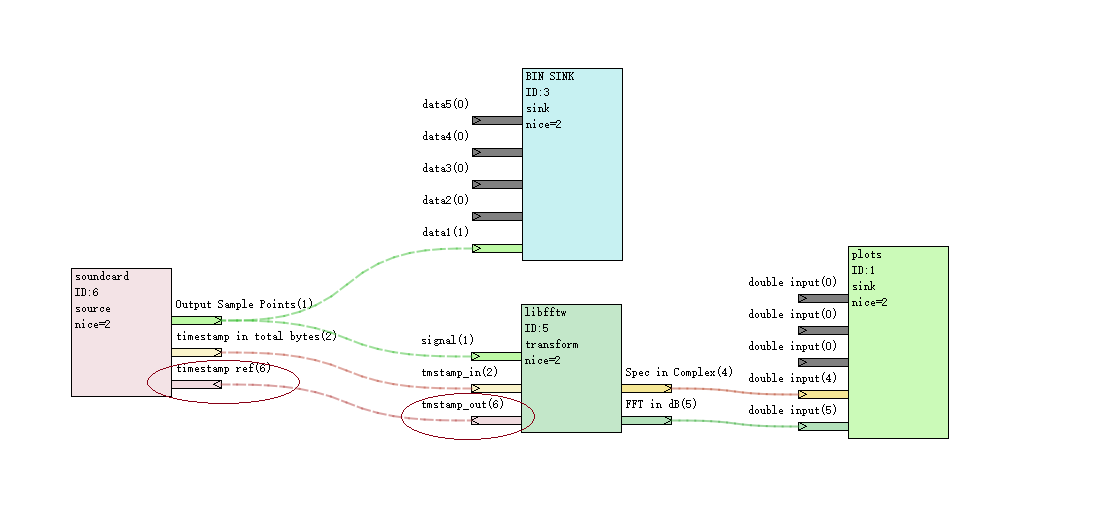 BIN SINK
ID:3
sink
nice=2
data5(0)
data4(0)
data3(0)
data2(0)
data1(1)
soundcard
ID:6
source
nice=2
Output Sample Points(1)
timestamp in total bytes(2)
timestamp ref(6)
libfftw
ID:5
transform
nice=2
signal(1)
tmstamp_in(2)
tmstamp_out(6)
Spec in Complex(4)
FFT in dB(5)
plots
ID:1
sink
nice=2
double input(0)
double input(0)
double input(0)
double input(4)
double input(5)